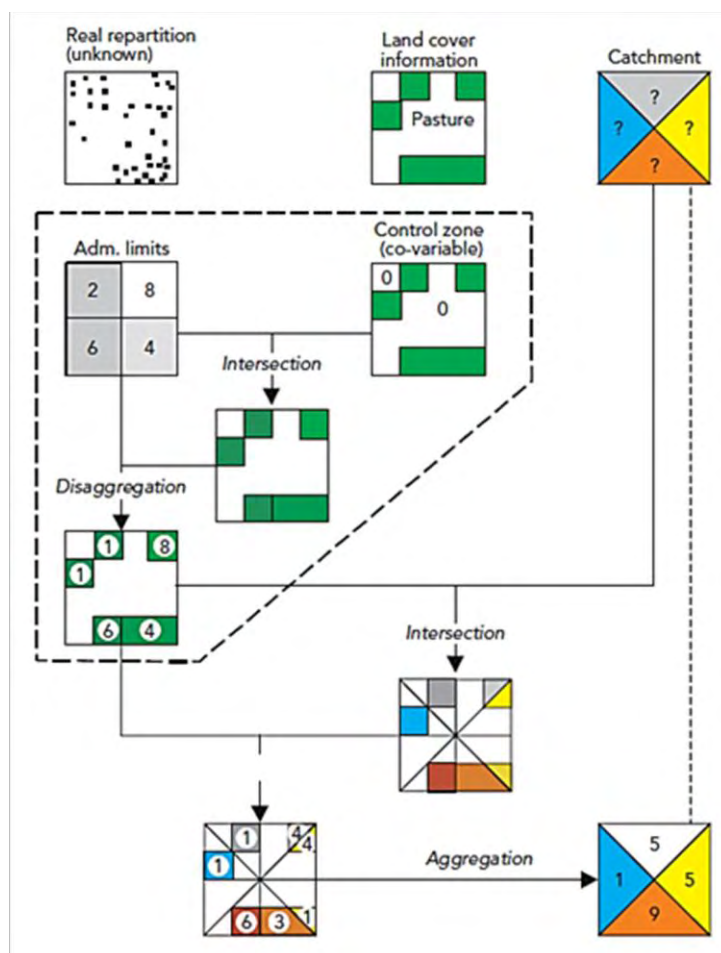 Real repartition
(unknown)
Land cover
information
Catchment
Pasture
?
?
?
?
Adm. limits
Control zone
(co-variable)
2
8
0
0
6
4
Intersection
Disaggregation
1
8
1
6
4
Intersection
1
4
4
1
6
3
1
Aggregation
5
1
5
9